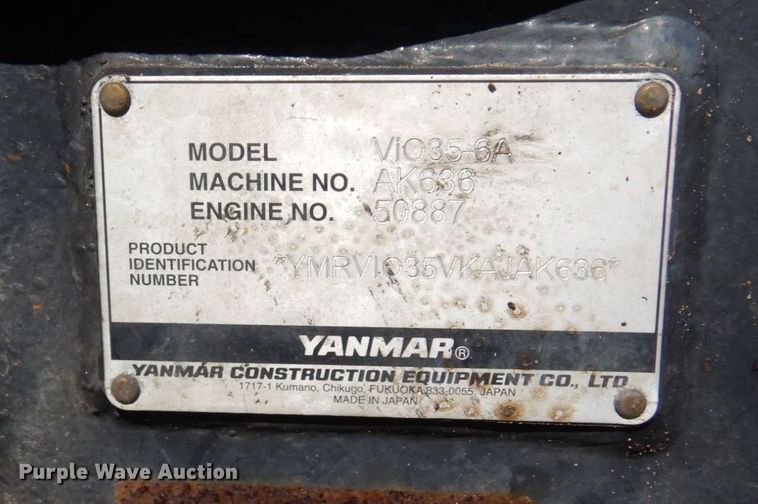 MODEL ViO35-6A
MACHINE NO. AK636
ENGINE NO. 50887
PRODUCT
IDENTIFICATION
NUMBER *YMRVIO35VKAJAK636*
YANMAR®
YANMAR CONSTRUCTION EQUIPMENT CO., LTD
1717-1 Kumano, Chikugo, FUKUOKA 833-0055, JAPAN
MADE IN JAPAN
Purple Wave Auction